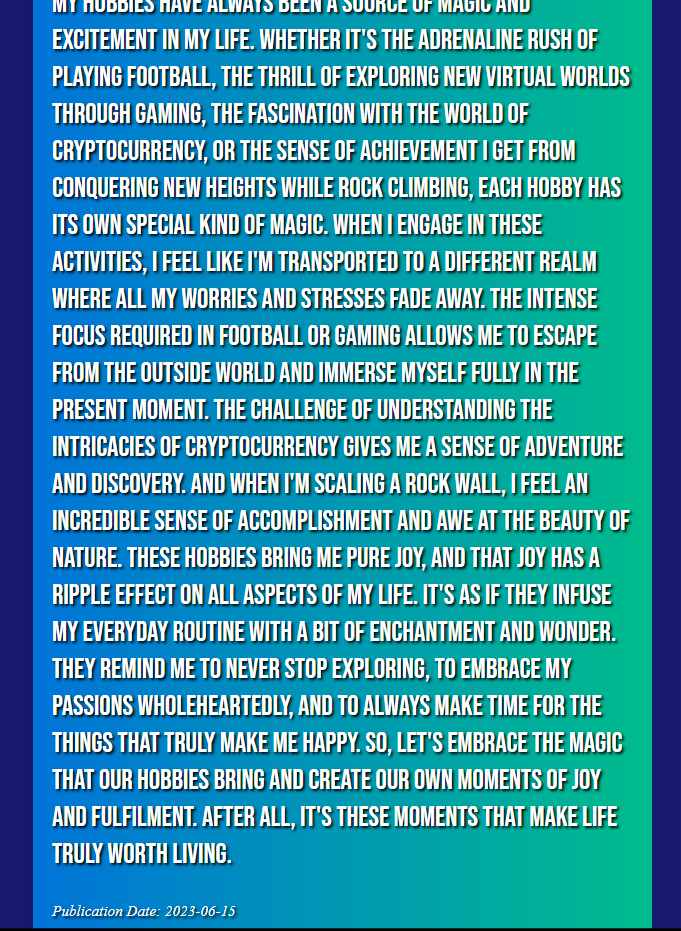 MY HOBBIES HAVE ALWAYS BEEN A SOURCE OF MAGIC AND
EXCITEMENT IN MY LIFE. WHETHER IT'S THE ADRENALINE RUSH OF
PLAYING FOOTBALL, THE THRILL OF EXPLORING NEW VIRTUAL WORLDS
THROUGH GAMING, THE FASCINATION WITH THE WORLD OF
CRYPTOCURRENCY, OR THE SENSE OF ACHIEVEMENT I GET FROM
CONQUERING NEW HEIGHTS WHILE ROCK CLIMBING, EACH HOBBY HAS
ITS OWN SPECIAL KIND OF MAGIC. WHEN I ENGAGE IN THESE
ACTIVITIES, I FEEL LIKE I'M TRANSPORTED TO A DIFFERENT REALM
WHERE ALL MY WORRIES AND STRESSES FADE AWAY. THE INTENSE
FOCUS REQUIRED IN FOOTBALL OR GAMING ALLOWS ME TO ESCAPE
FROM THE OUTSIDE WORLD AND IMMERSE MYSELF FULLY IN THE
PRESENT MOMENT. THE CHALLENGE OF UNDERSTANDING THE
INTRICACIES OF CRYPTOCURRENCY GIVES ME A SENSE OF ADVENTURE
AND DISCOVERY. AND WHEN I'M SCALING A ROCK WALL, I FEEL AN
INCREDIBLE SENSE OF ACCOMPLISHMENT AND AWE AT THE BEAUTY OF
NATURE. THESE HOBBIES BRING ME PURE JOY, AND THAT JOY HAS A
RIPPLE EFFECT ON ALL ASPECTS OF MY LIFE. IT'S AS IF THEY INFUSE
MY EVERYDAY ROUTINE WITH A BIT OF ENCHANTMENT AND WONDER.
THEY REMIND ME TO NEVER STOP EXPLORING, TO EMBRACE MY
PASSIONS WHOLEHEARTEDLY, AND TO ALWAYS MAKE TIME FOR THE
THINGS THAT TRULY MAKE ME HAPPY. SO, LET'S EMBRACE THE MAGIC
THAT OUR HOBBIES BRING AND CREATE OUR OWN MOMENTS OF JOY
AND FULFILMENT. AFTER ALL, IT'S THESE MOMENTS THAT MAKE LIFE
TRULY WORTH LIVING.
Publication Date: 2023-06-15